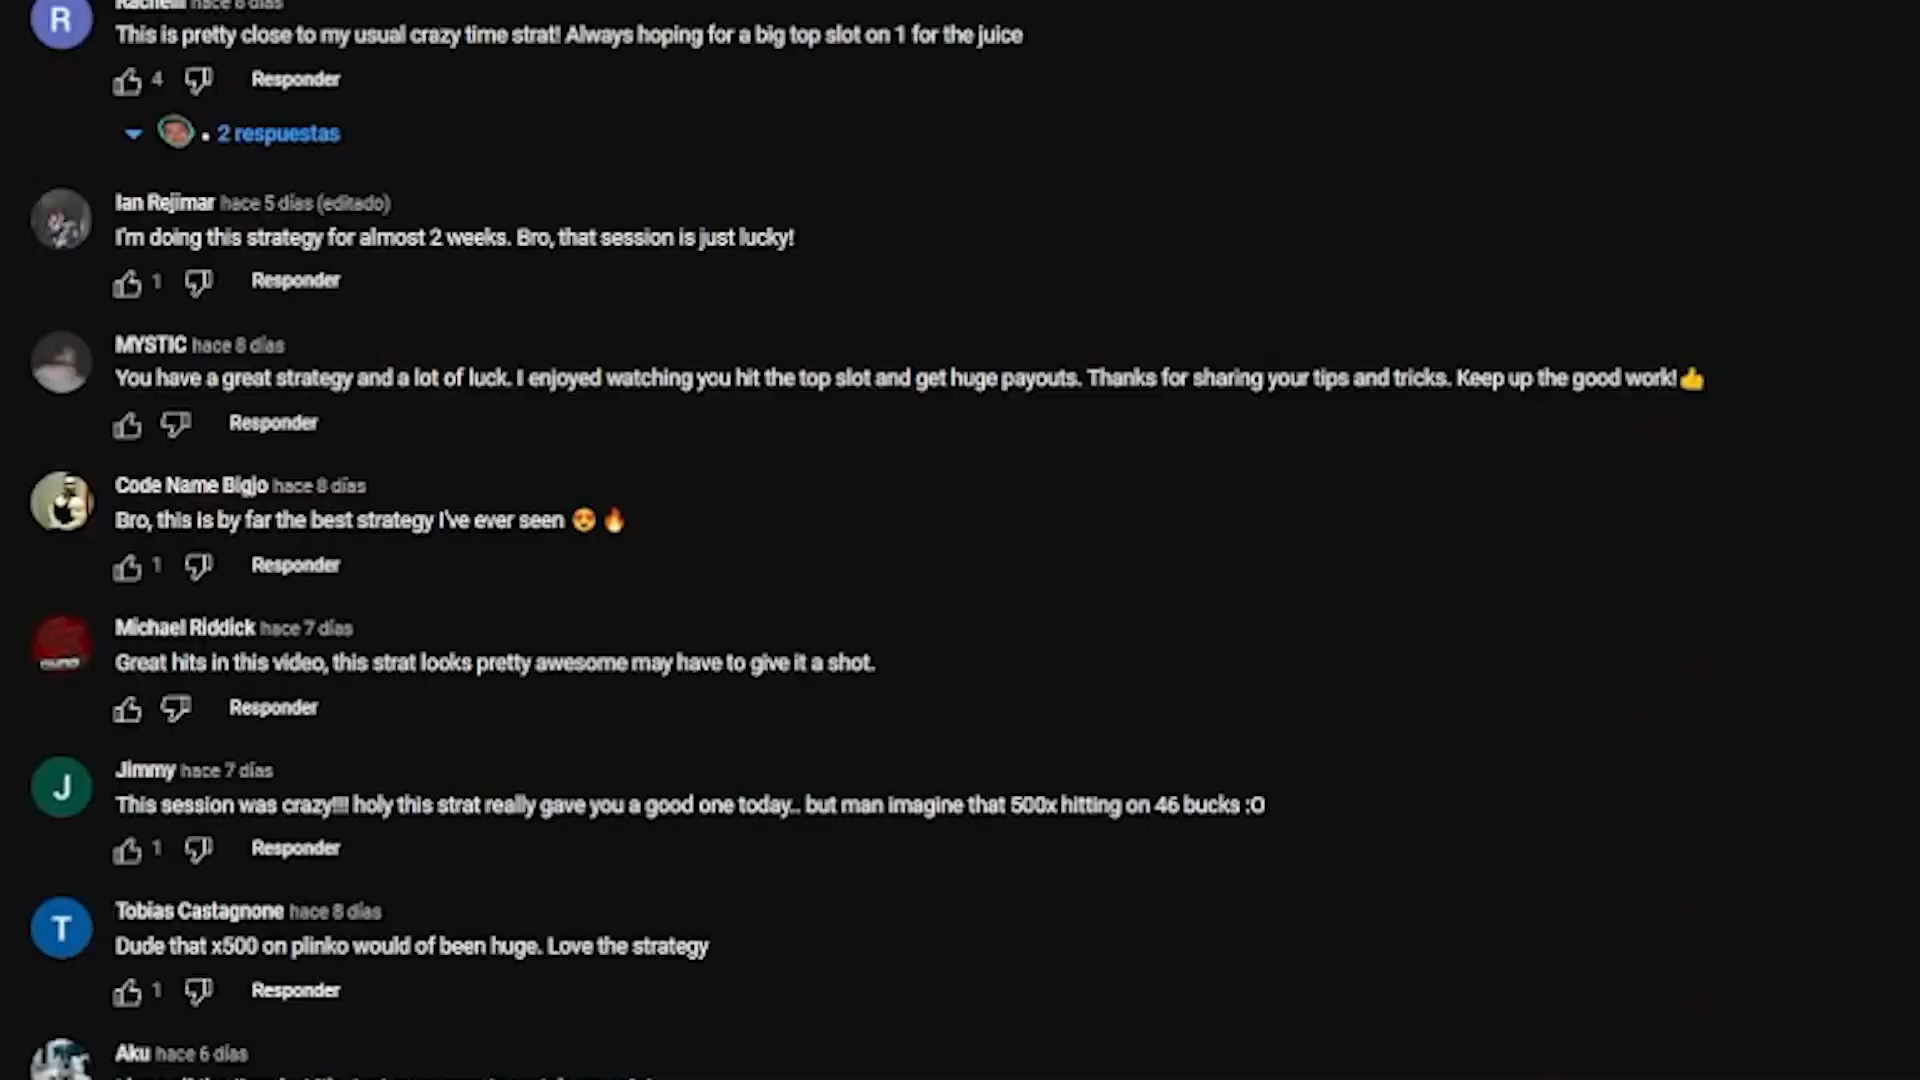 R
Rachelli hace 6 días
This is pretty close to my usual crazy time strat! Always hoping for a big top slot on 1 for the juice
4 Responder
• 2 respuestas
Ian Rejimar hace 5 días (editado)
I'm doing this strategy for almost 2 weeks. Bro, that session is just lucky!
1 Responder
MYSTIC hace 8 días
You have a great strategy and a lot of luck. I enjoyed watching you hit the top slot and get huge payouts. Thanks for sharing your tips and tricks. Keep up the good work!👍
Responder
Code Name Bigjo hace 8 días
Bro, this is by far the best strategy I've ever seen 😍 🔥
1 Responder
Michael Riddick hace 7 días
Great hits in this video, this strat looks pretty awesome may have to give it a shot.
Responder
J
Jimmy hace 7 días
This session was crazy!!!! holy this strat really gave you a good one today.. but man imagine that 500x hitting on 46 bucks :O
1 Responder
T
Tobias Castagnone hace 8 días
Dude that x500 on plinko would of been huge. Love the strategy
1 Responder
Aku hace 6 días